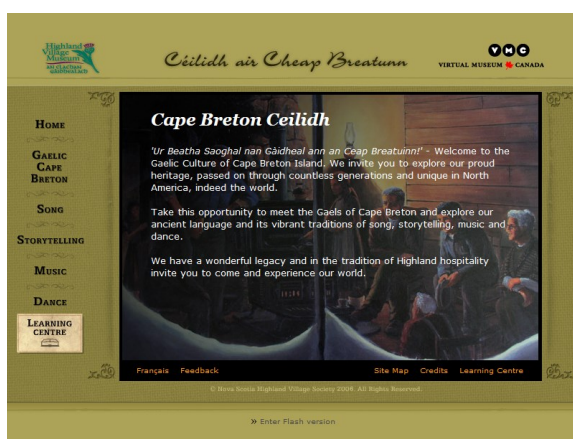 Highland
Village
Museum
AN CLACHAN
GÀIDHEALACH
Céilidh air Cheap Breatunn
VMC
VIRTUAL MUSEUM CANADA
HOME
GAELIC
CAPE
BRETON
SONG
STORYTELLING
MUSIC
DANCE
LEARNING
CENTRE
Cape Breton Ceilidh
'Ur Beatha Saoghal nan Gàidheal ann an Ceap Breatuinn!' - Welcome to the
Gaelic Culture of Cape Breton Island. We invite you to explore our proud
heritage, passed on through countless generations and unique in North
America, indeed the world.
Take this opportunity to meet the Gaels of Cape Breton and explore our
ancient language and its vibrant traditions of song, storytelling, music and
dance.
We have a wonderful legacy and in the tradition of Highland hospitality
invite you to come and experience our world.
Français Feedback Site Map Credits Learning Centre
© Nova Scotia Highland Village Society 2006. All Rights Reserved.
» Enter Flash version